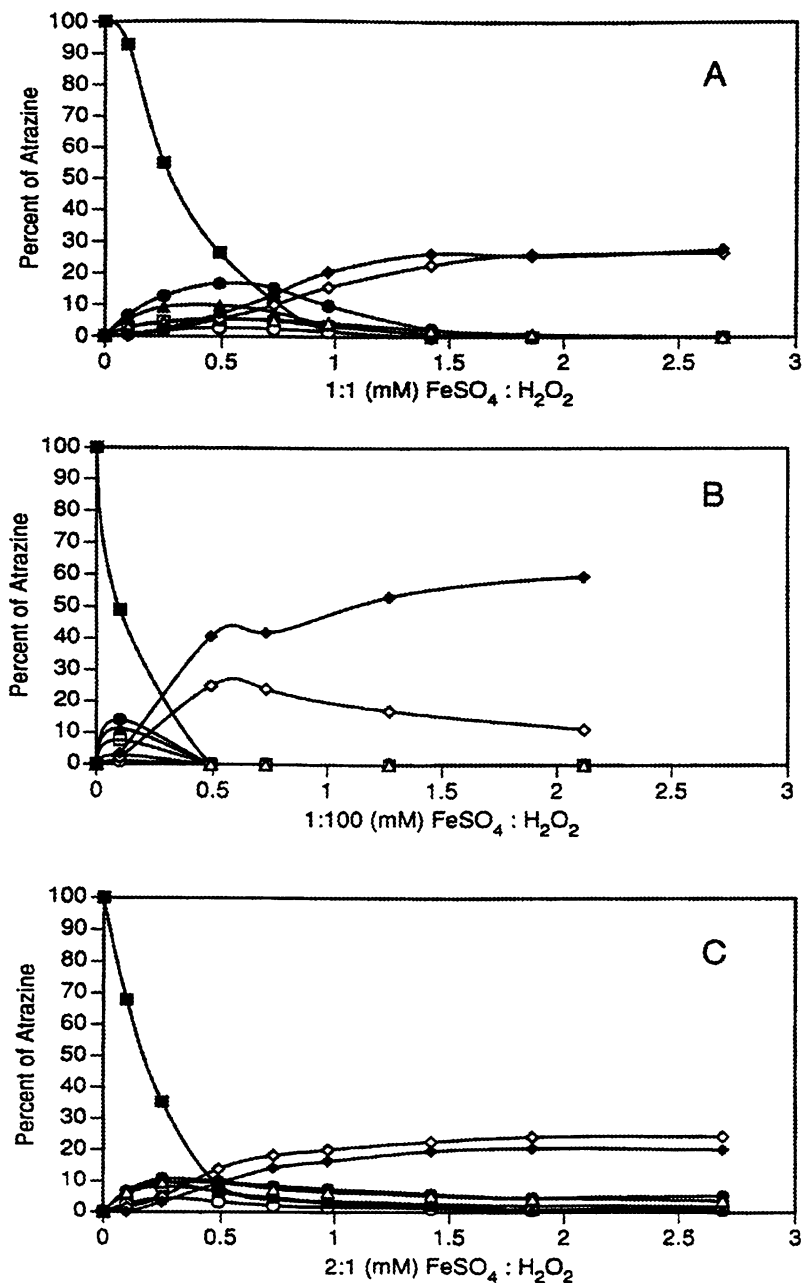 100
90
80
70
60
50
40
30
20
10
0
Percent of Atrazine
A
0 0.5 1 1.5 2 2.5 3
1:1 (mM) FeSO₄ : H₂O₂
100
90
80
70
60
50
40
30
20
10
0
Percent of Atrazine
B
0 0.5 1 1.5 2 2.5 3
1:100 (mM) FeSO₄ : H₂O₂
100
90
80
70
60
50
40
30
20
10
0
Percent of Atrazine
C
0 0.5 1 1.5 2 2.5 3
2:1 (mM) FeSO₄ : H₂O₂